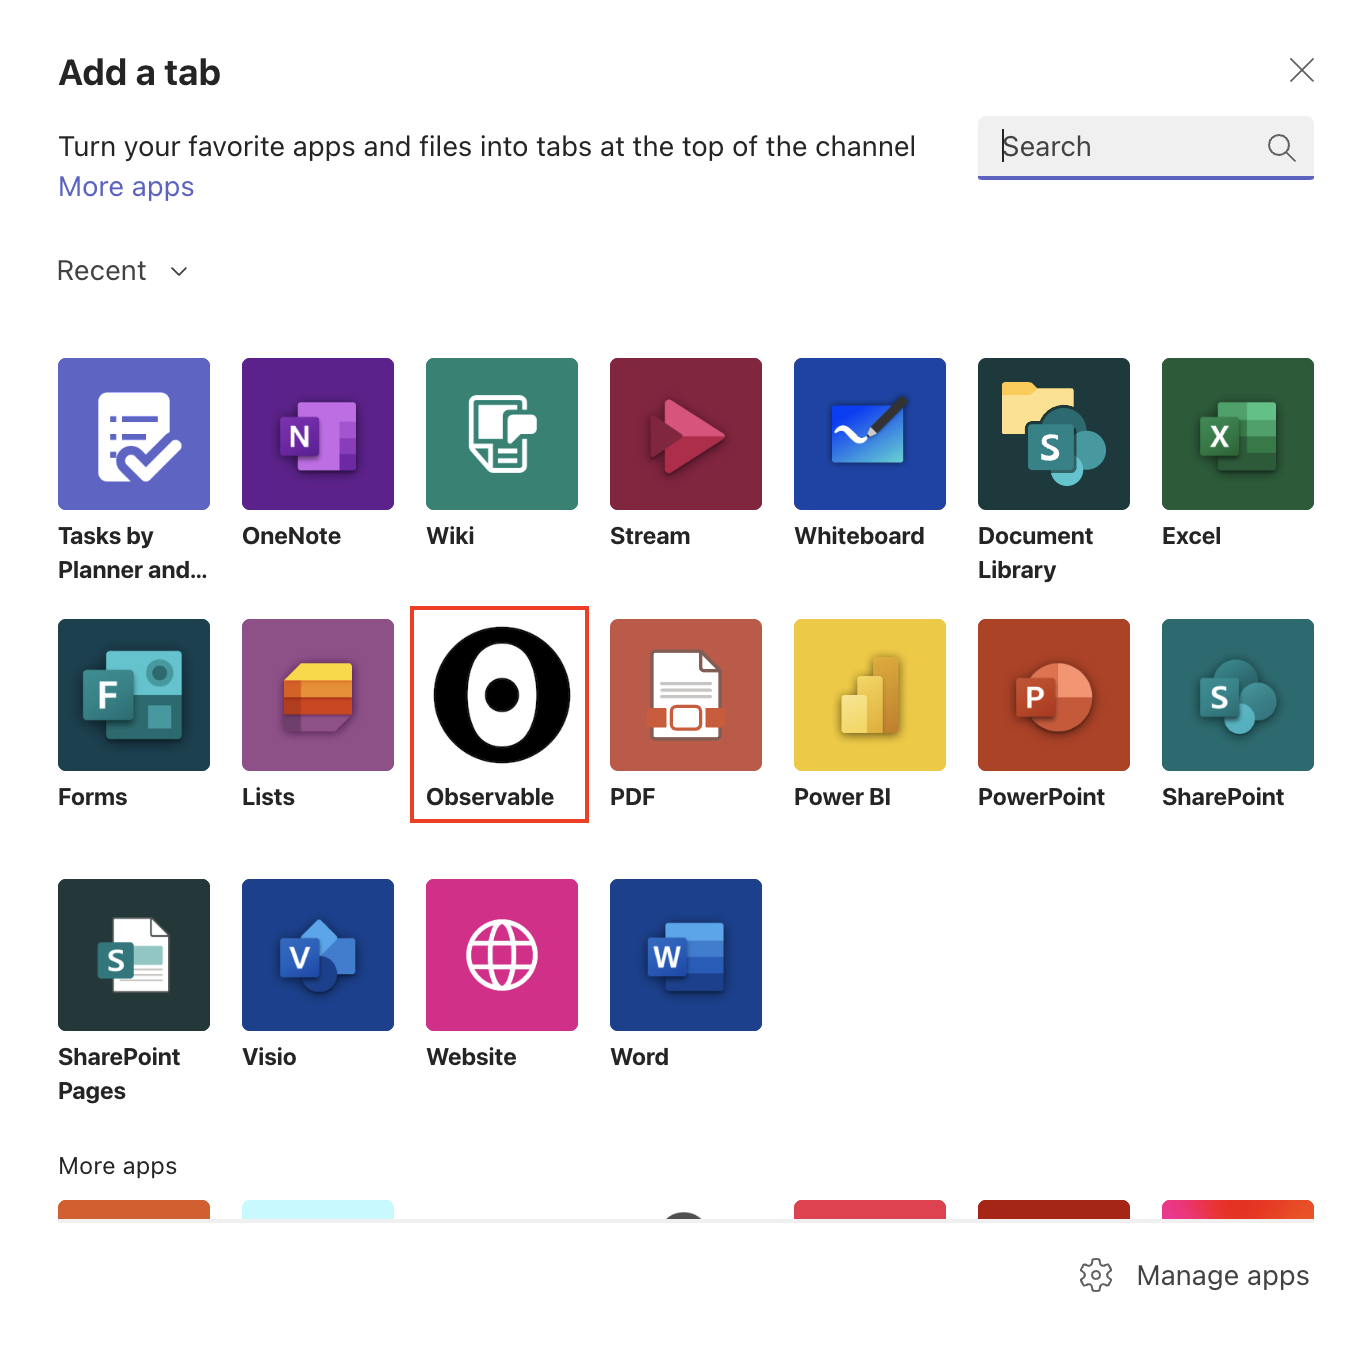 Add a tab
Turn your favorite apps and files into tabs at the top of the channel
More apps
Search
Recent
N
S
X
Tasks by
Planner and...
OneNote
Wiki
Stream
Whiteboard
Document
Library
Excel
F
P
S
Forms
Lists
Observable
PDF
Power BI
PowerPoint
SharePoint
S
V
W
SharePoint
Pages
Visio
Website
Word
More apps
Manage apps